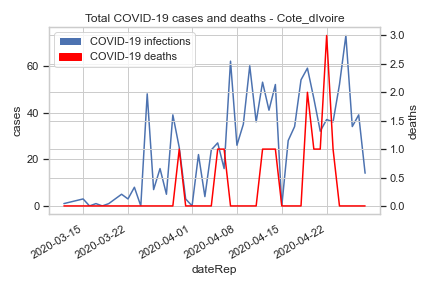 Total COVID-19 cases and deaths - Cote_dIvoire
COVID-19 infections
COVID-19 deaths
cases
60
40
20
0
deaths
3.0
2.5
2.0
1.5
1.0
0.5
0.0
2020-03-15
2020-03-22
2020-04-01
2020-04-08
2020-04-15
2020-04-22
dateRep